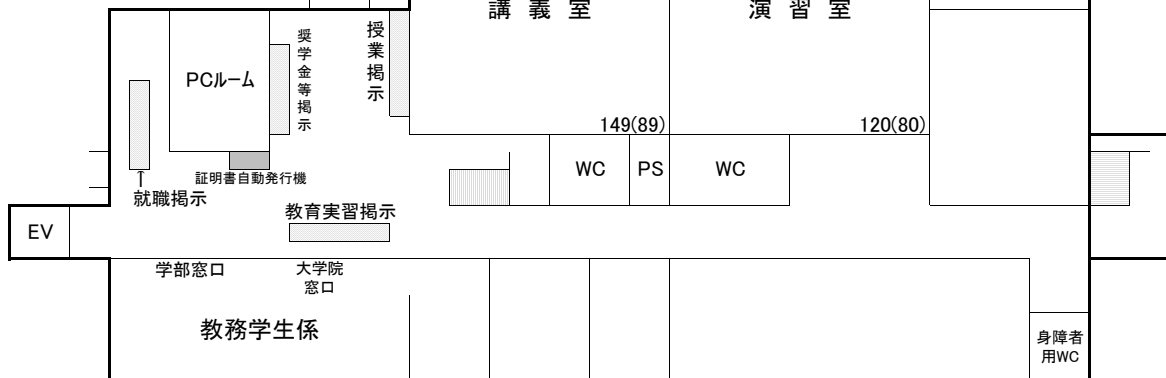 講義室
演習室
奨学金等掲示
授業掲示
PCルーム
149(89)
120(80)
WC
PS
WC
証明書自動発行機
↑
就職掲示
教育実習掲示
EV
学部窓口
大学院
窓口
教務学生係
身障者
用WC